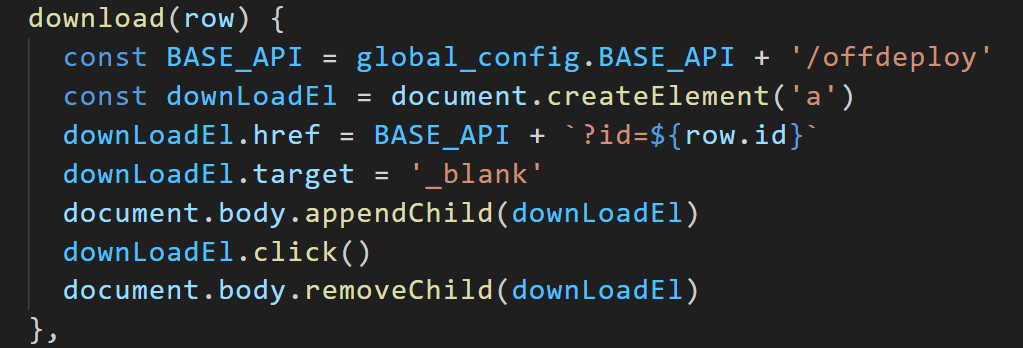 download(row) {
const BASE_API = global_config.BASE_API + '/offdeploy'
const downLoadEl = document.createElement('a')
downLoadEl.href = BASE_API + `?id=${row.id}`
downLoadEl.target = '_blank'
document.body.appendChild(downLoadEl)
downLoadEl.click()
document.body.removeChild(downLoadEl)
},